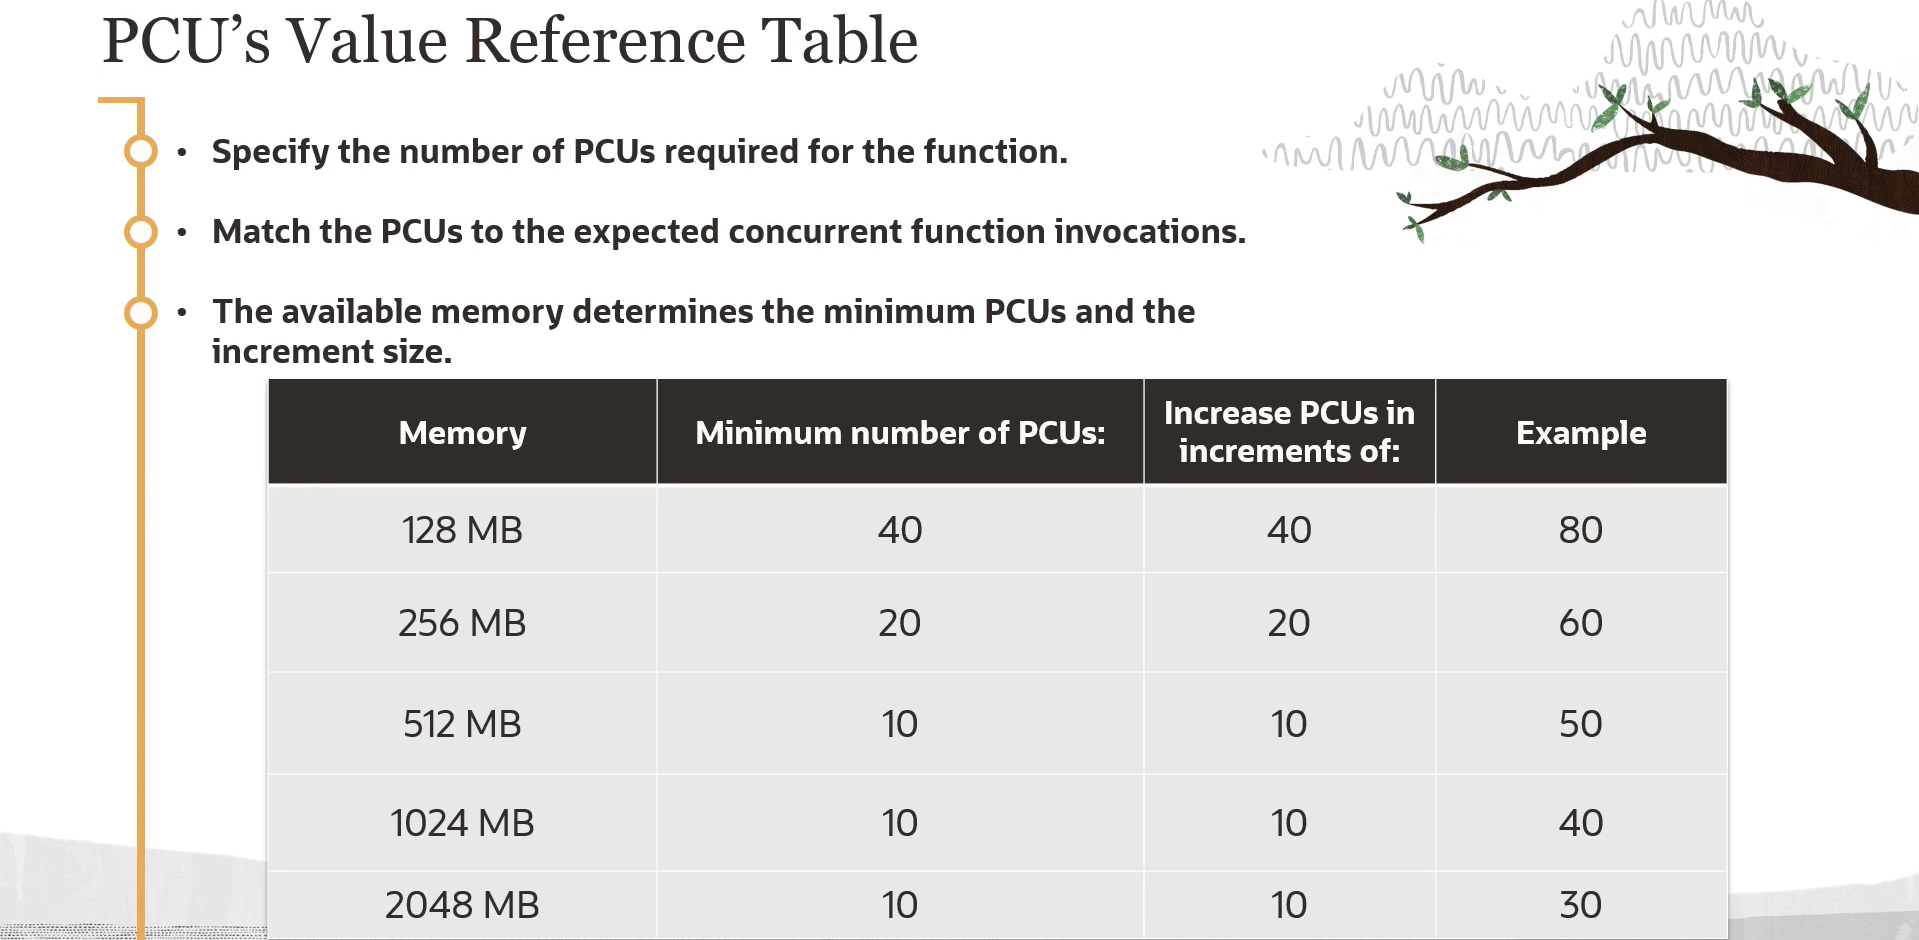 PCU’s Value Reference Table
• Specify the number of PCUs required for the function.
• Match the PCUs to the expected concurrent function invocations.
• The available memory determines the minimum PCUs and the
increment size.
Memory Minimum number of PCUs: Increase PCUs in increments of: Example
128 MB 40 40 80
256 MB 20 20 60
512 MB 10 10 50
1024 MB 10 10 40
2048 MB 10 10 30